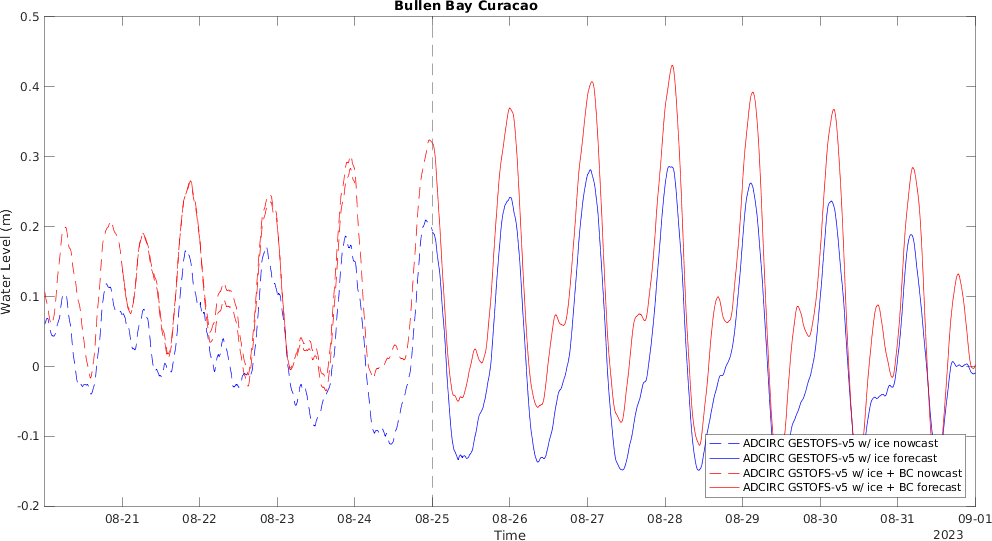 Bullen Bay Curacao
0.5
0.4
0.3
0.2
0.1
0
-0.1
-0.2
Water Level (m)
ADCIRC GESTOFS-v5 w/ ice nowcast
ADCIRC GESTOFS-v5 w/ ice forecast
ADCIRC GSTOFS-v5 w/ ice + BC nowcast
ADCIRC GSTOFS-v5 w/ ice + BC forecast
08-21 08-22 08-23 08-24 08-25 08-26 08-27 08-28 08-29 08-30 08-31 09-01
Time
2023